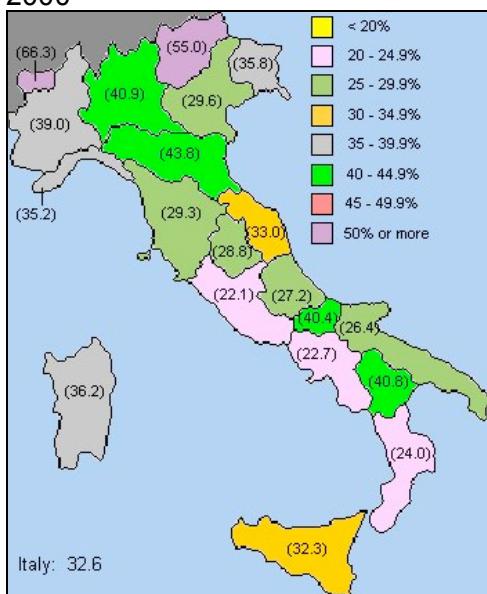 < 20%
20 - 24.9%
25 - 29.9%
30 - 34.9%
35 - 39.9%
40 - 44.9%
45 - 49.9%
50% or more
(66.3)
(55.0)
(35.8)
(40.9)
(29.6)
(39.0)
(43.8)
(35.2)
(29.3)
(33.0)
(28.8)
(22.1)
(27.2)
(40.4)
(26.4)
(22.7)
(40.8)
(36.2)
(24.0)
(32.3)
Italy: 32.6